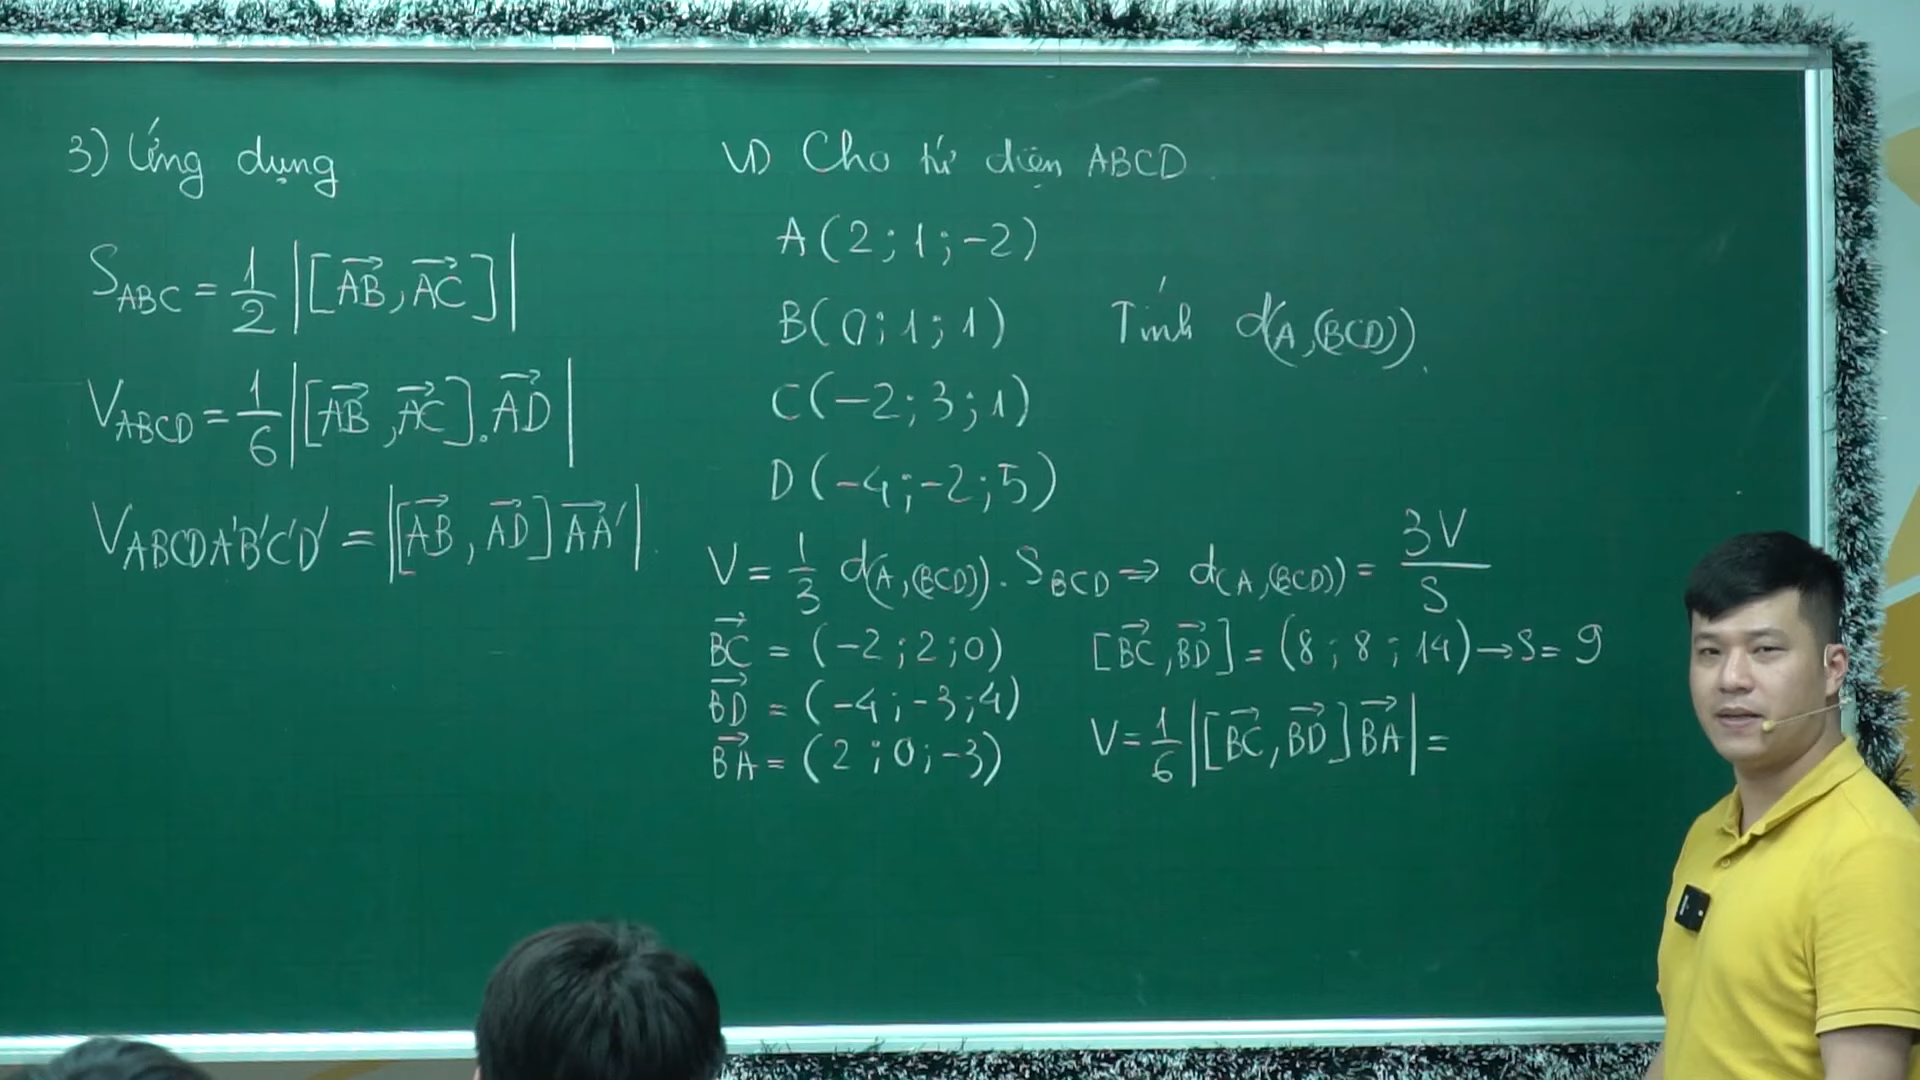 3) Ứng dụng
S_ABC = 1/2 |[AB→, AC→]|
V_ABCD = 1/6 |[AB→, AC→].AD→|
V_ABCDA'B'C'D' = |[AB→, AD→] AA'→|.
VD) Cho tứ diện ABCD
A(2; 1; -2)
B(0; 1; 1) Tính d(A,(BCD)).
C(-2; 3; 1)
D(-4; -2; 5)
V = 1/3 d(A,(BCD)). S_BCD → d(A,(BCD)) = 3V/S
BC→ = (-2; 2; 0) [BC→, BD→] = (8; 8; 14) → S = 9
BD→ = (-4; -3; 4)
BA→ = (2; 0; -3) V = 1/6 |[BC→, BD→] BA→| =